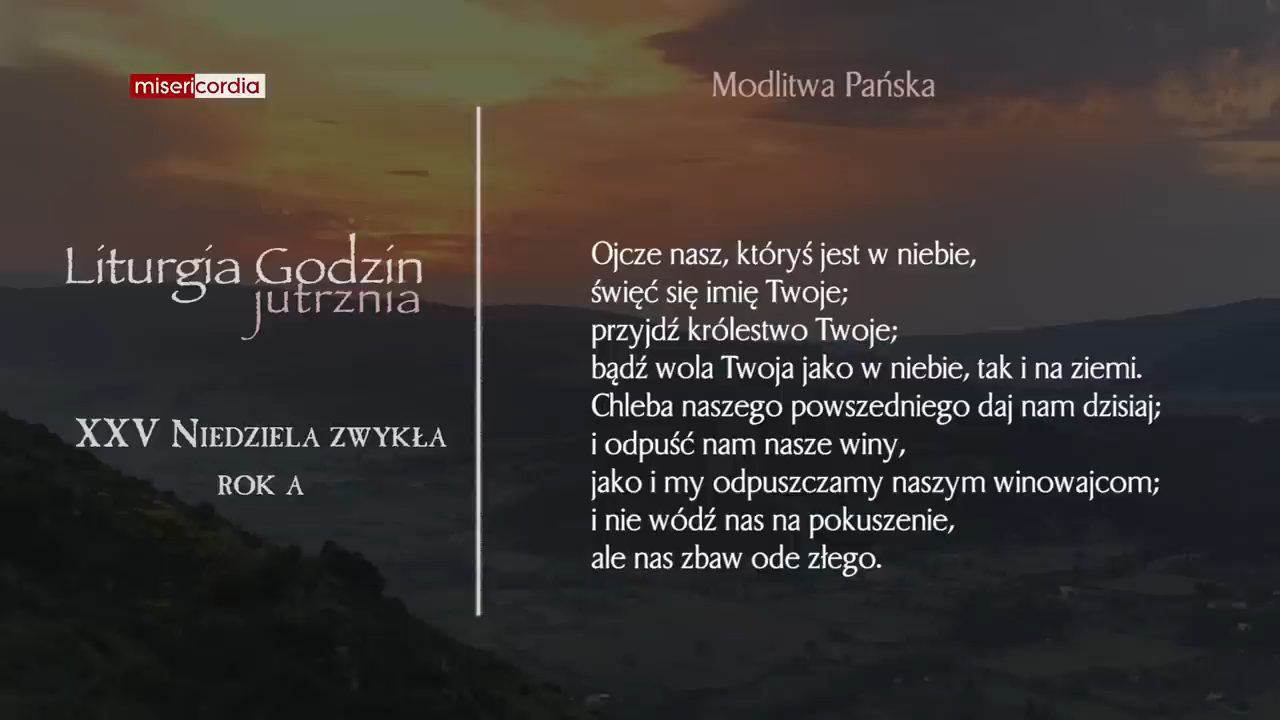 misericordia
Liturgia Godzin
jutrznia
XXV Niedziela zwykła
rok a
Modlitwa Pańska
Ojcze nasz, któryś jest w niebie,
święć się imię Twoje;
przyjdź królestwo Twoje;
bądź wola Twoja jako w niebie, tak i na ziemi.
Chleba naszego powszedniego daj nam dzisiaj;
i odpuść nam nasze winy,
jako i my odpuszczamy naszym winowajcom;
i nie wódź nas na pokuszenie,
ale nas zbaw ode złego.